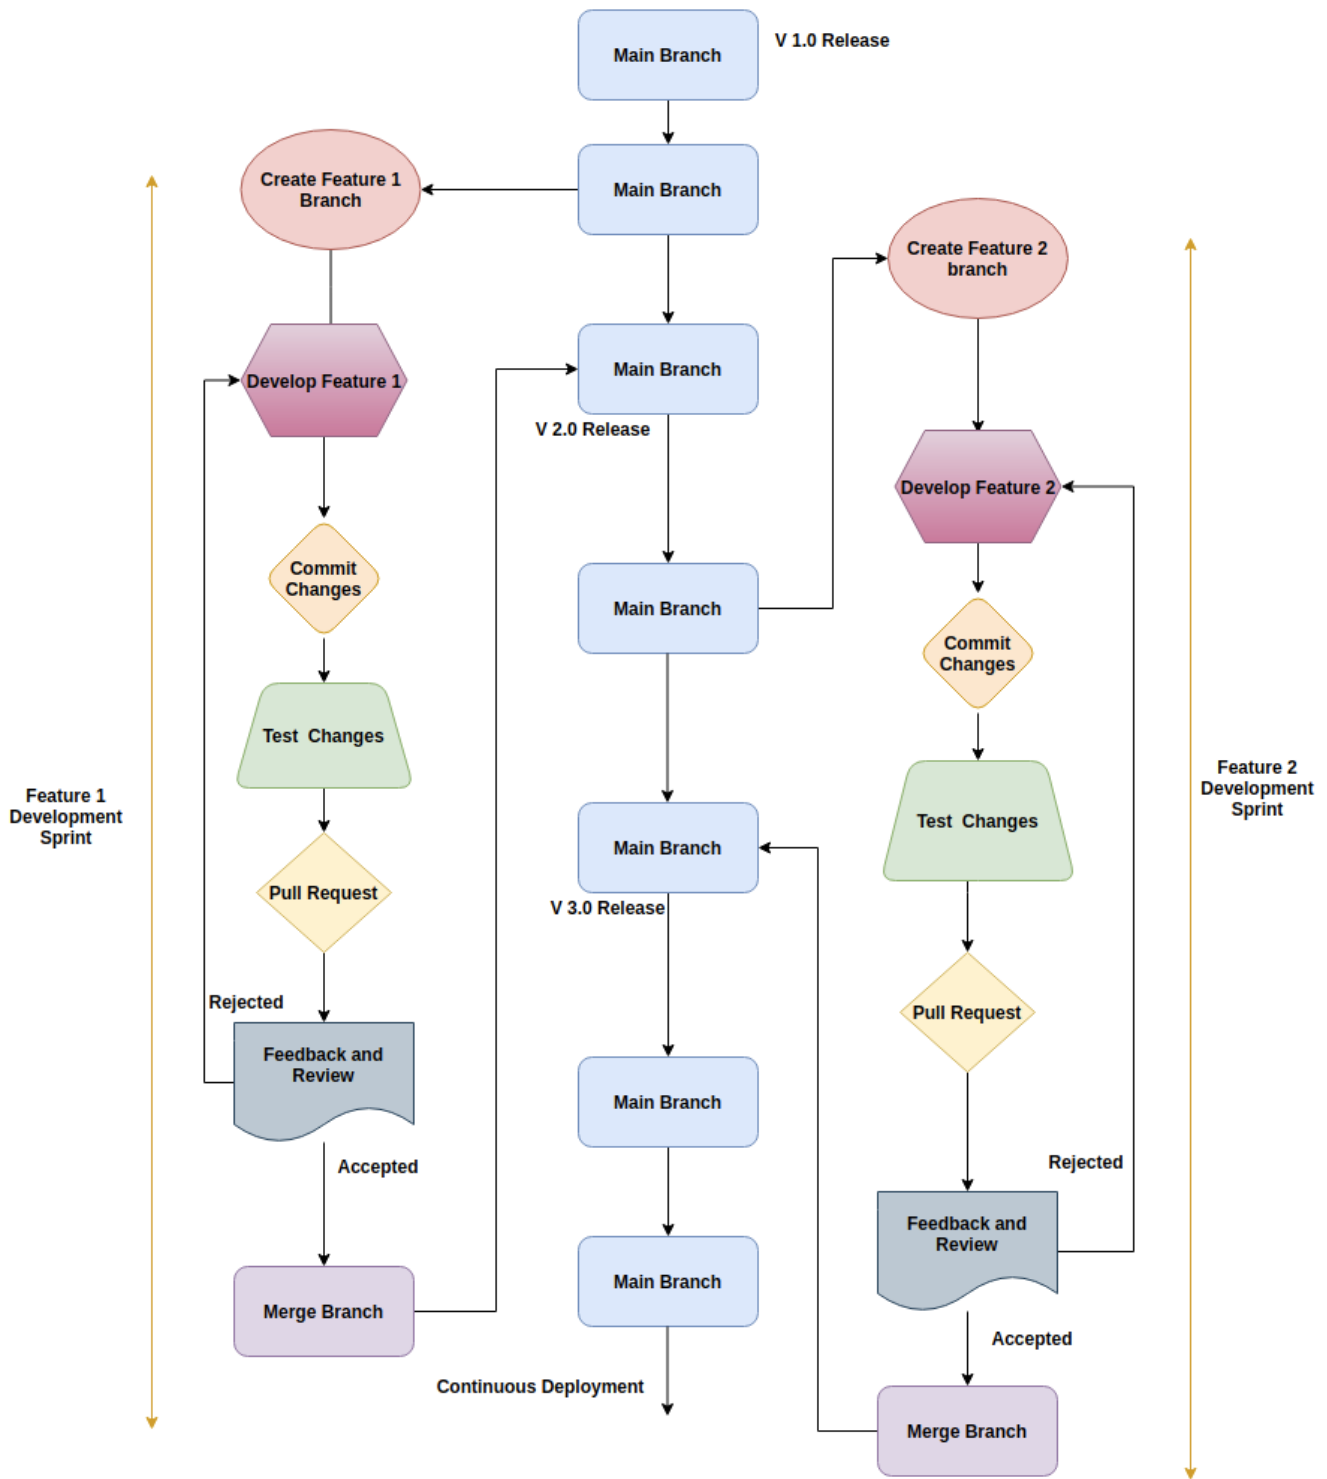 Main Branch
V 1.0 Release
Create Feature 1
Branch
Main Branch
Create Feature 2
branch
Main Branch
Develop Feature 1
V 2.0 Release
Develop Feature 2
Commit
Changes
Main Branch
Commit
Changes
Test  Changes
Feature 1
Development
Sprint
Main Branch
Test  Changes
Feature 2
Development
Sprint
Pull Request
V 3.0 Release
Rejected
Pull Request
Feedback and
Review
Main Branch
Accepted
Rejected
Feedback and
Review
Merge Branch
Main Branch
Accepted
Continuous Deployment
Merge Branch